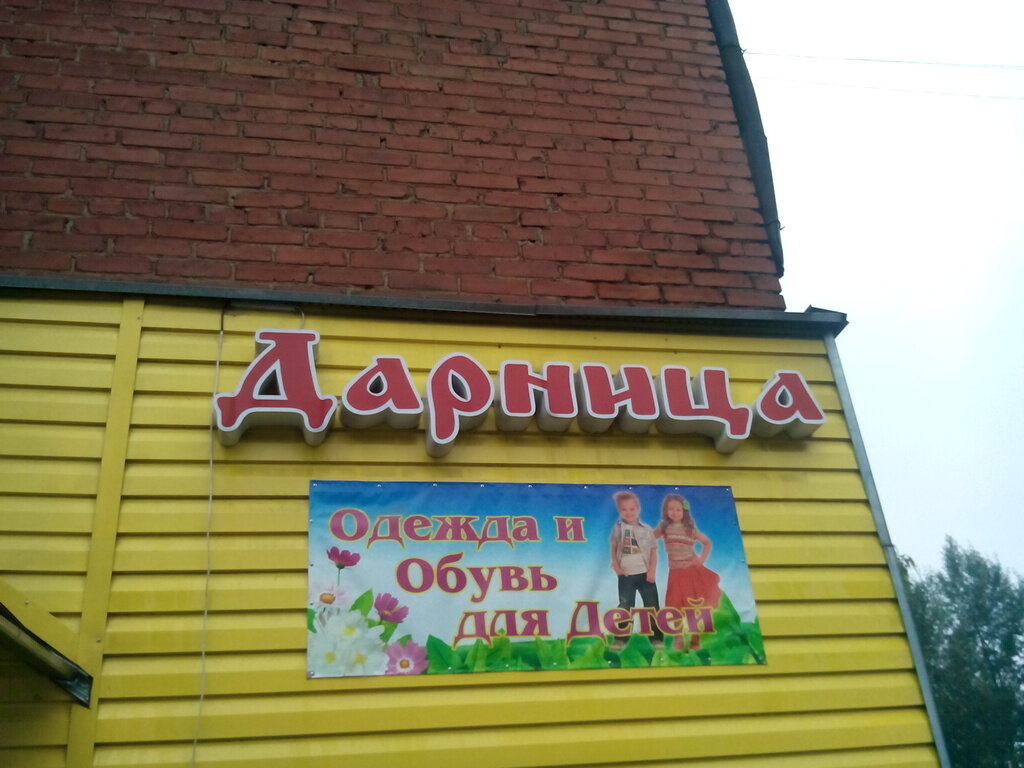 Дарница
Одежда и
Обувь
для Детей